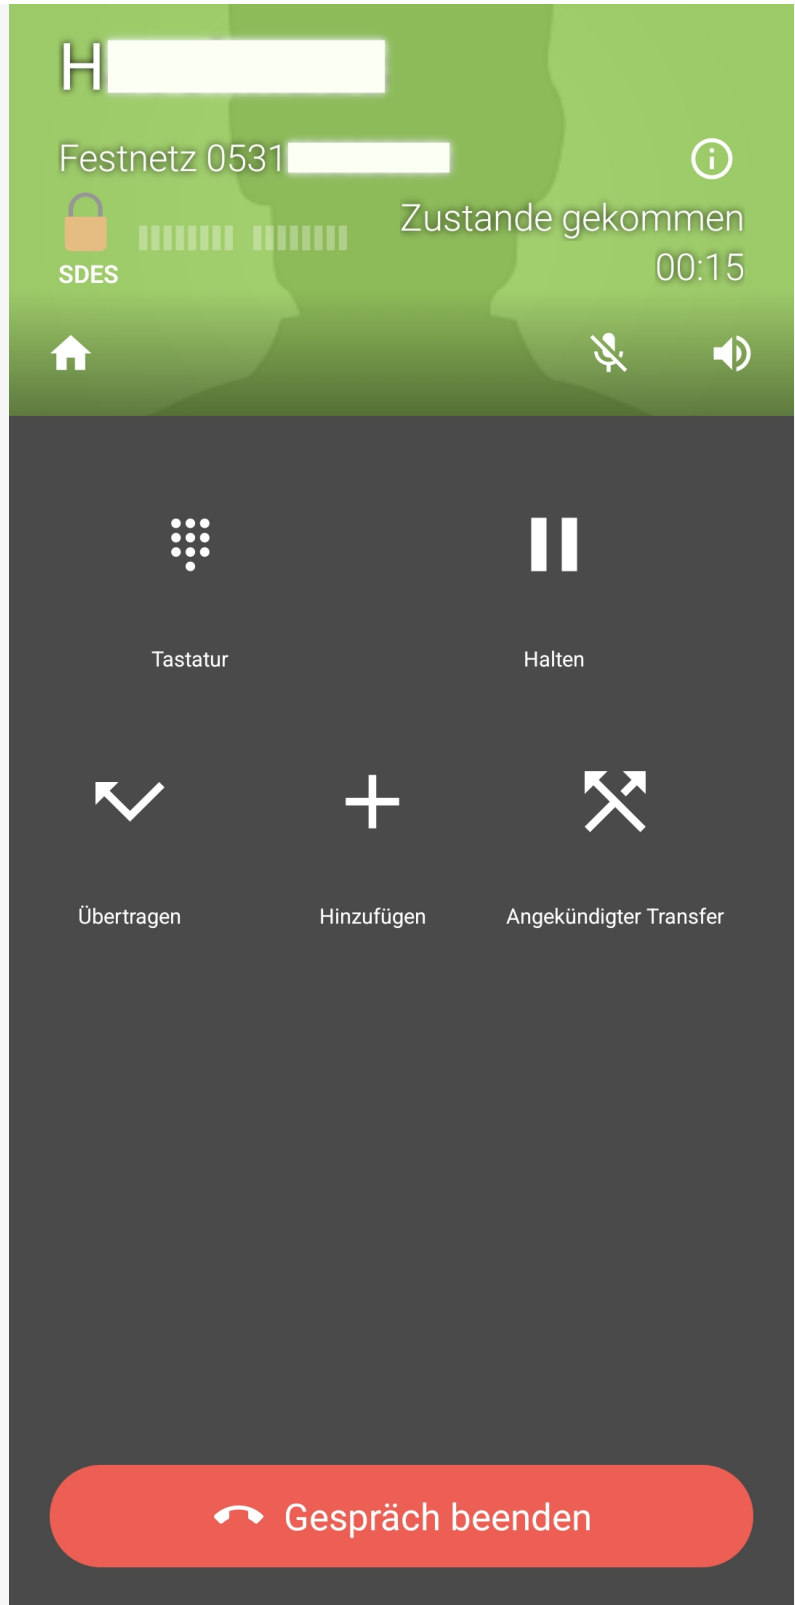 H
Festnetz 0531
Zustande gekommen
00:15
SDES
Tastatur
Halten
Übertragen
Hinzufügen
Angekündigter Transfer
Gespräch beenden